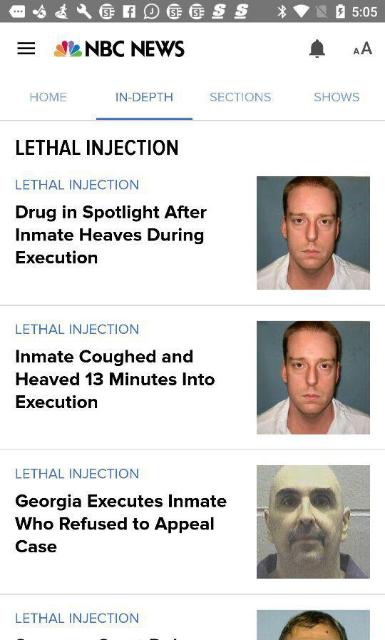 5:05
NBC NEWS
AA
HOME
IN-DEPTH
SECTIONS
SHOWS
LETHAL INJECTION
LETHAL INJECTION
Drug in Spotlight After
Inmate Heaves During
Execution
LETHAL INJECTION
Inmate Coughed and
Heaved 13 Minutes Into
Execution
LETHAL INJECTION
Georgia Executes Inmate
Who Refused to Appeal
Case
LETHAL INJECTION